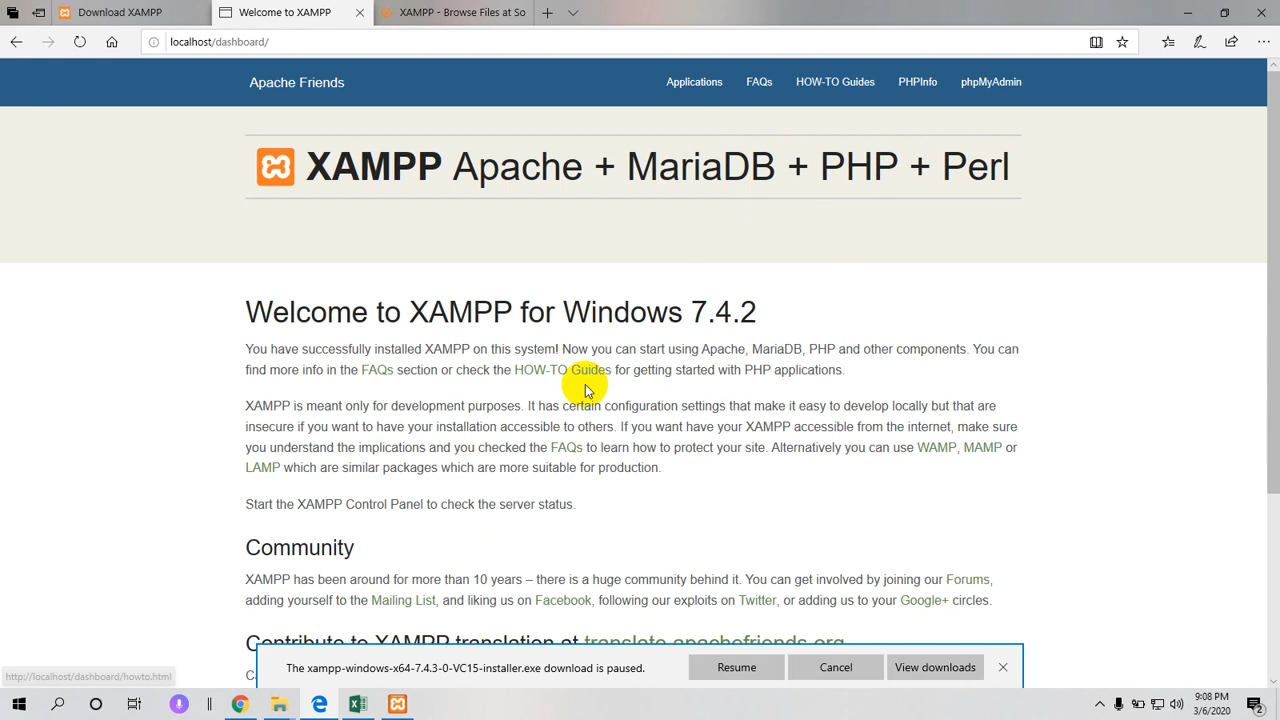 Download XAMPP
Welcome to XAMPP
XAMPP - Browse Files at So
localhost/dashboard/
Apache Friends
Applications
FAQs
HOW-TO Guides
PHPInfo
phpMyAdmin
XAMPP Apache + MariaDB + PHP + Perl
Welcome to XAMPP for Windows 7.4.2
You have successfully installed XAMPP on this system! Now you can start using Apache, MariaDB, PHP and other components. You can
find more info in the FAQs section or check the HOW-TO Guides for getting started with PHP applications.
XAMPP is meant only for development purposes. It has certain configuration settings that make it easy to develop locally but that are
insecure if you want to have your installation accessible to others. If you want have your XAMPP accessible from the internet, make sure
you understand the implications and you checked the FAQs to learn how to protect your site. Alternatively you can use WAMP, MAMP or
LAMP which are similar packages which are more suitable for production.
Start the XAMPP Control Panel to check the server status.
Community
XAMPP has been around for more than 10 years – there is a huge community behind it. You can get involved by joining our Forums,
adding yourself to the Mailing List, and liking us on Facebook, following our exploits on Twitter, or adding us to your Google+ circles.
Contribute to XAMPP translation at translate.apachefriends.org
The xampp-windows-x64-7.4.3-0-VC15-installer.exe download is paused.
Resume
Cancel
View downloads
http://localhost/dashboard/howto.html
9:08 PM
3/6/2020
2